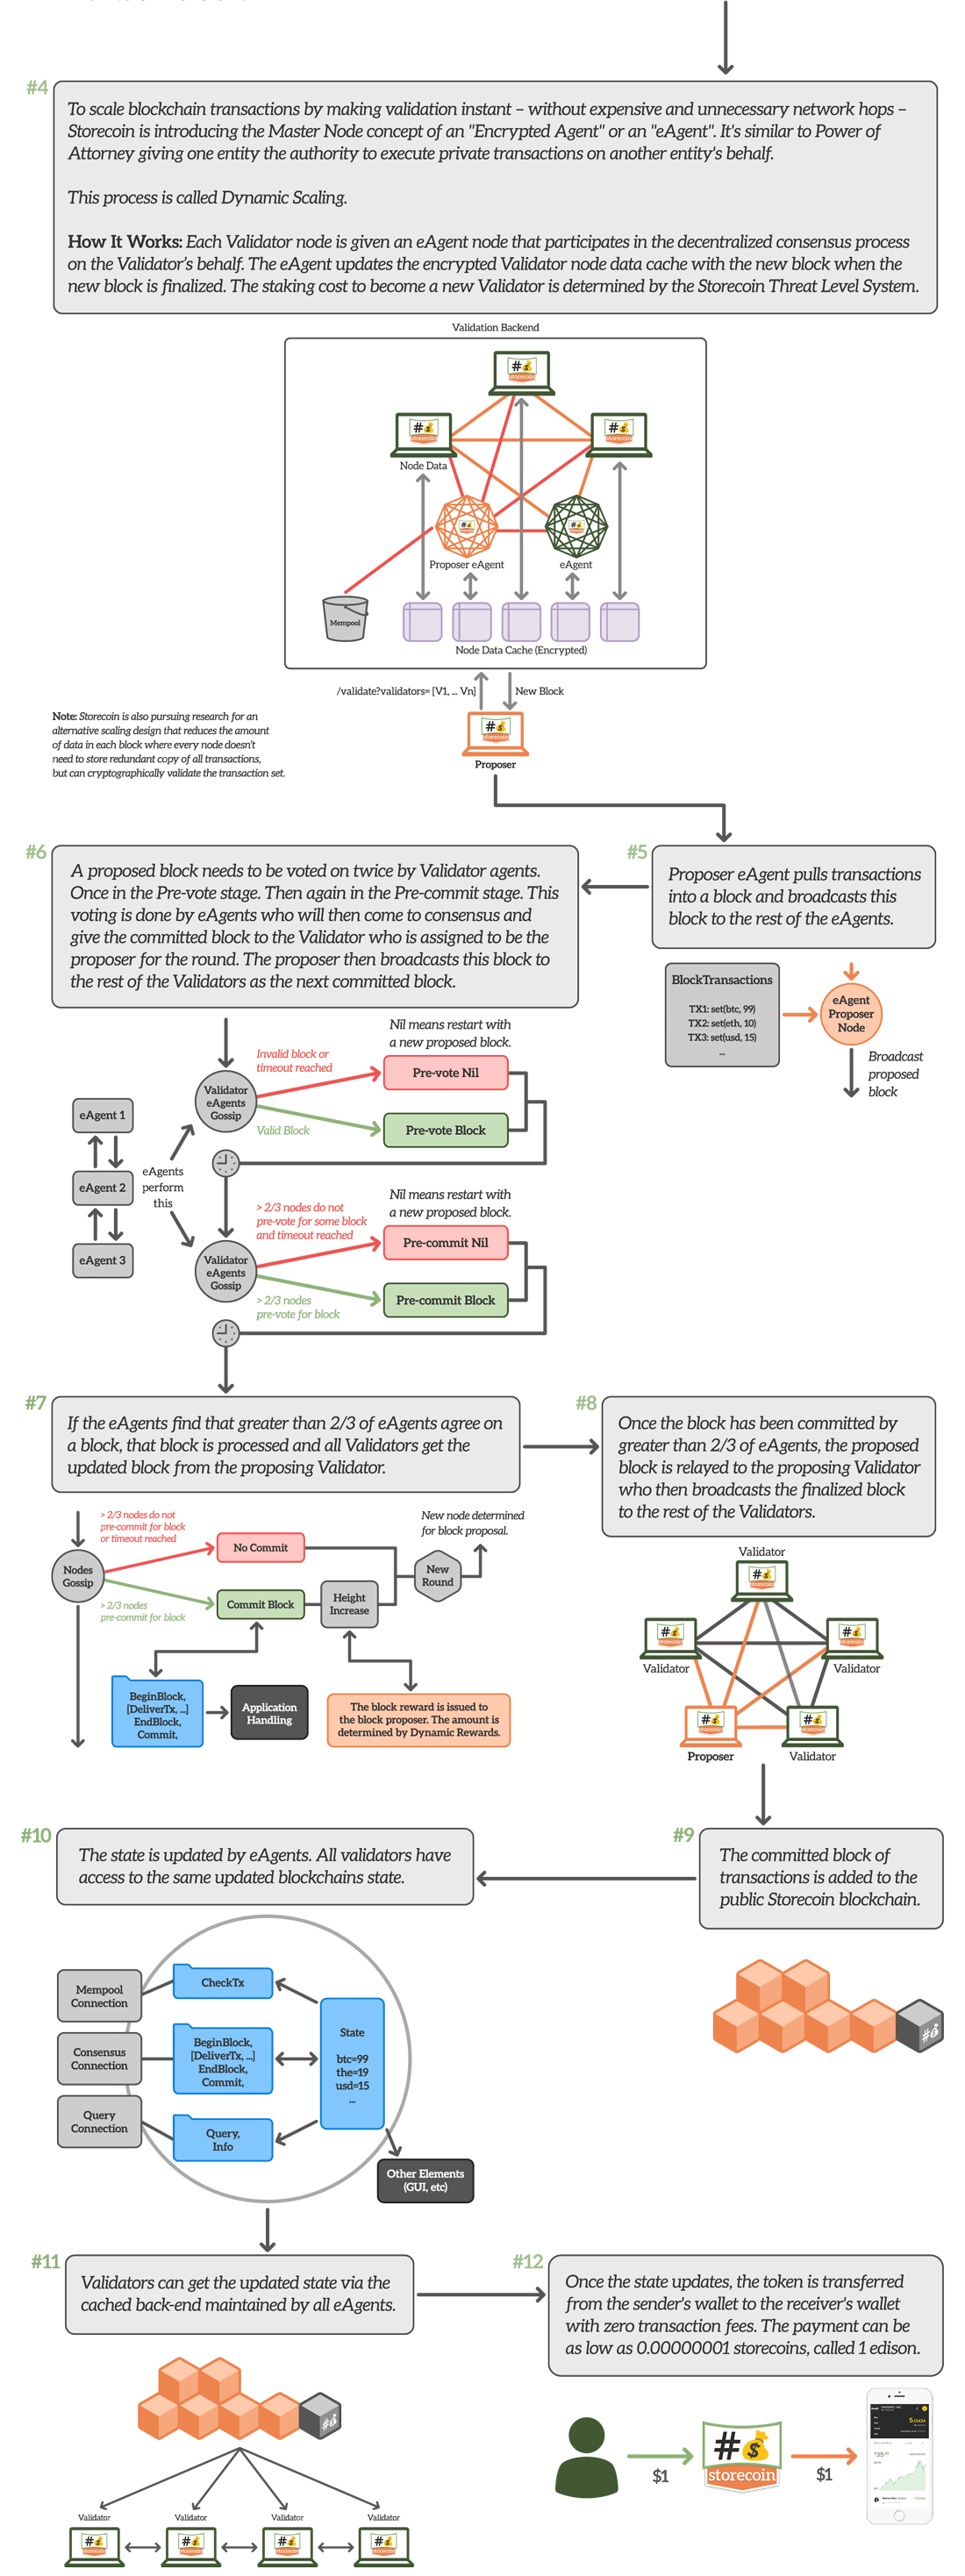 #4
To scale blockchain transactions by making validation instant – without expensive and unnecessary network hops –
Storecoin is introducing the Master Node concept of an "Encrypted Agent" or an "eAgent". It's similar to Power of
Attorney giving one entity the authority to execute private transactions on another entity's behalf.
This process is called Dynamic Scaling.
How It Works: Each Validator node is given an eAgent node that participates in the decentralized consensus process
on the Validator's behalf. The eAgent updates the encrypted Validator node data cache with the new block when the
new block is finalized. The staking cost to become a new Validator is determined by the Storecoin Threat Level System.
Validation Backend
storecoin
storecoin
storecoin
Node Data
Proposer eAgent
eAgent
Mempool
Node Data Cache (Encrypted)
/validate?validators= [V1, ... Vn]
New Block
storecoin
Proposer
Note: Storecoin is also pursuing research for an
alternative scaling design that reduces the amount
of data in each block where every node doesn't
need to store redundant copy of all transactions,
but can cryptographically validate the transaction set.
#5
Proposer eAgent pulls transactions
into a block and broadcasts this
block to the rest of the eAgents.
BlockTransactions
TX1: set(btc, 99)
TX2: set(eth, 10)
TX3: set(usd, 15)
...
eAgent
Proposer
Node
Broadcast
proposed
block
#6
A proposed block needs to be voted on twice by Validator agents.
Once in the Pre-vote stage. Then again in the Pre-commit stage. This
voting is done by eAgents who will then come to consensus and
give the committed block to the Validator who is assigned to be the
proposer for the round. The proposer then broadcasts this block to
the rest of the Validators as the next committed block.
Nil means restart with
a new proposed block.
Invalid block or
timeout reached
Pre-vote Nil
Validator
eAgents
Gossip
Valid Block
Pre-vote Block
eAgent 1
eAgent 2
eAgent 3
eAgents
perform
this
Nil means restart with
a new proposed block.
> 2/3 nodes do not
pre-vote for some block
and timeout reached
Pre-commit Nil
Validator
eAgents
Gossip
> 2/3 nodes
pre-vote for block
Pre-commit Block
#7
If the eAgents find that greater than 2/3 of eAgents agree on
a block, that block is processed and all Validators get the
updated block from the proposing Validator.
> 2/3 nodes do not
pre-commit for block
or timeout reached
No Commit
New node determined
for block proposal.
Nodes
Gossip
> 2/3 nodes
pre-commit for block
Commit Block
Height
Increase
New
Round
BeginBlock,
[DeliverTx, ...]
EndBlock,
Commit,
Application
Handling
The block reward is issued to
the block proposer. The amount is
determined by Dynamic Rewards.
#8
Once the block has been committed by
greater than 2/3 of eAgents, the proposed
block is relayed to the proposing Validator
who then broadcasts the finalized block
to the rest of the Validators.
Validator
storecoin
storecoin
storecoin
Validator
Validator
storecoin
storecoin
Proposer
Validator
#9
The committed block of
transactions is added to the
public Storecoin blockchain.
#10
The state is updated by eAgents. All validators have
access to the same updated blockchains state.
Mempool
Connection
CheckTx
Consensus
Connection
BeginBlock,
[DeliverTx, ...]
EndBlock,
Commit,
Query
Connection
Query,
Info
State
btc=99
the=19
usd=15
...
Other Elements
(GUI, etc)
#11
Validators can get the updated state via the
cached back-end maintained by all eAgents.
Validator
Validator
Validator
Validator
storecoin
storecoin
storecoin
storecoin
#12
Once the state updates, the token is transferred
from the sender's wallet to the receiver's wallet
with zero transaction fees. The payment can be
as low as 0.00000001 storecoins, called 1 edison.
$1
#
storecoin
$1